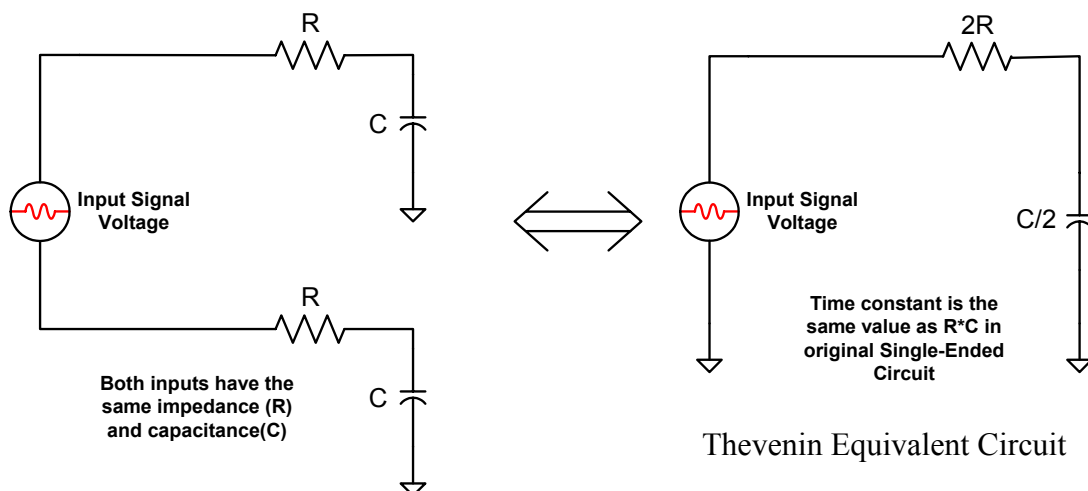 R
C
Input Signal
Voltage
R
C
Both inputs have the
same impedance (R)
and capacitance(C)
2R
Input Signal
Voltage
C/2
Time constant is the
same value as R*C in
original Single-Ended
Circuit
Thevenin Equivalent Circuit